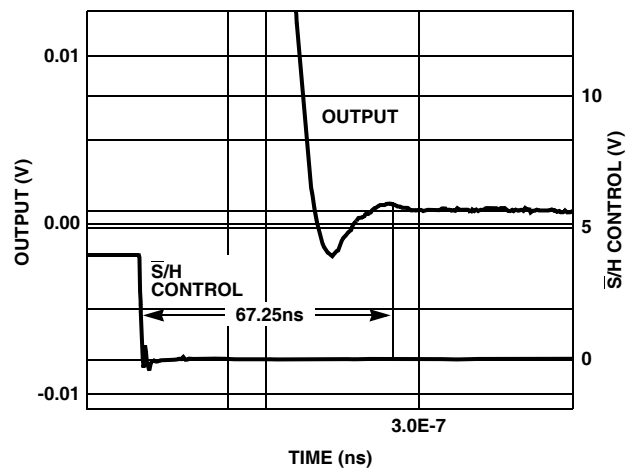 0.01
0.00
-0.01
OUTPUT (V)
OUTPUT
S̅/H
CONTROL
67.25ns
10
5
0
S̅/H CONTROL (V)
3.0E-7
TIME (ns)